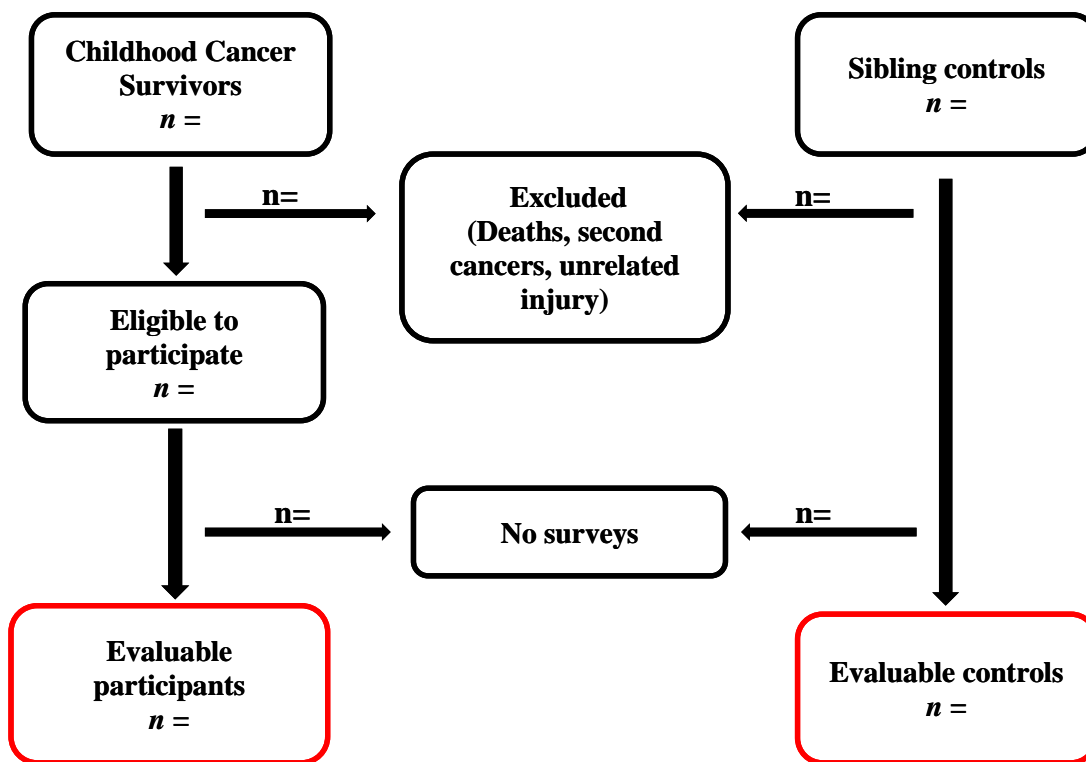 Childhood Cancer
Survivors
n =
Sibling controls
n =
n=
Excluded
(Deaths, second
cancers, unrelated
injury)
n=
Eligible to
participate
n =
n=
No surveys
n=
Evaluable
participants
n =
Evaluable controls
n =